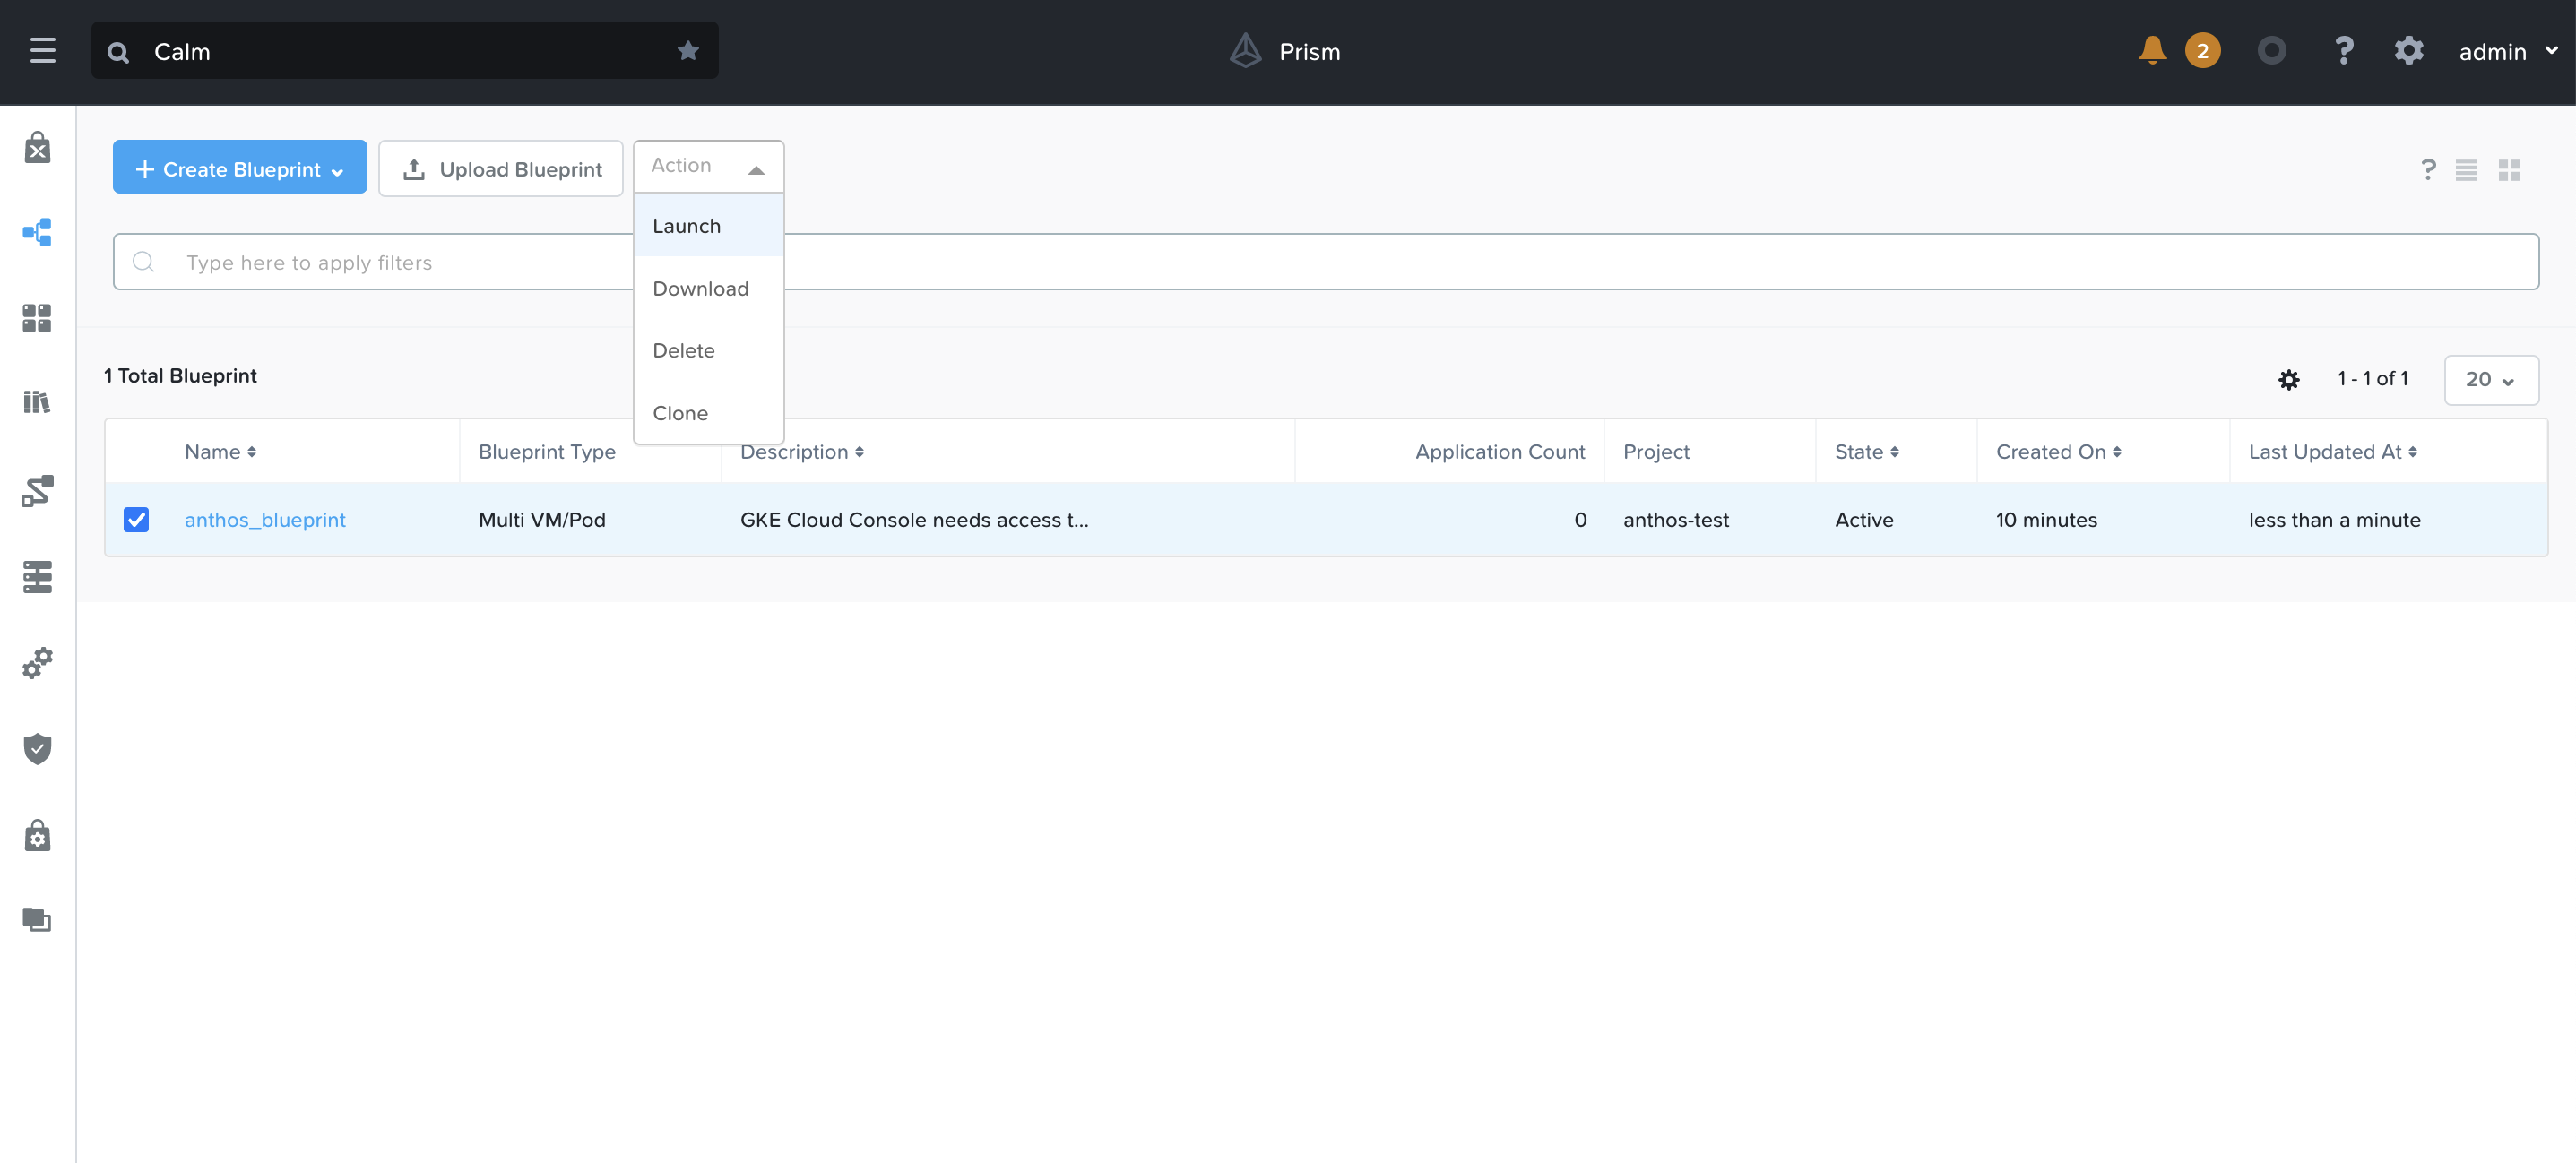 Calm
Prism
2
?
admin
+ Create Blueprint
Upload Blueprint
Action
?
Launch
Type here to apply filters
Download
Delete
Clone
1 Total Blueprint
1 - 1 of 1
20
Name Blueprint Type Description Application Count Project State Created On Last Updated At
anthos_blueprint Multi VM/Pod GKE Cloud Console needs access t... 0 anthos-test Active 10 minutes less than a minute